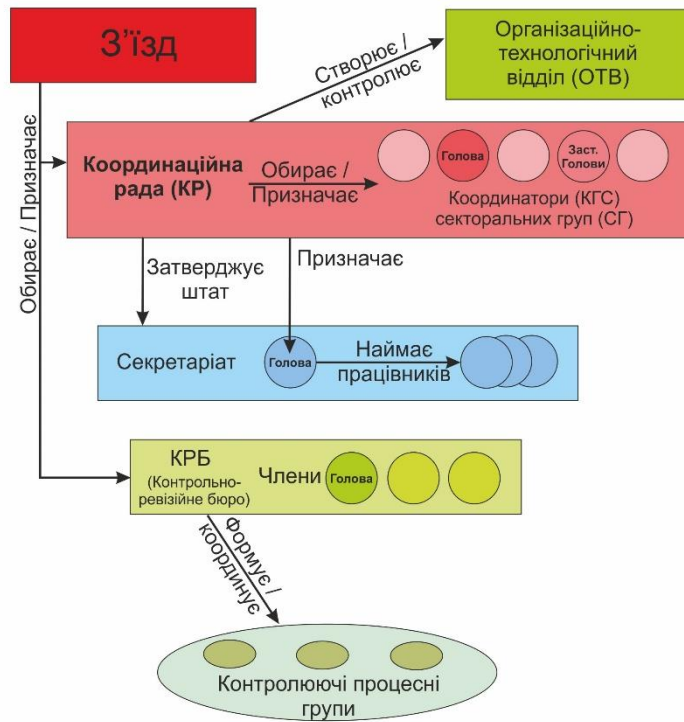 З’їзд
Організаційно-
технологічний
відділ (ОТВ)
Створює /
контролює
Обирає / Призначає
Координаційна
рада (КР)
Обирає /
Призначає
Голова
Заст.
Голови
Координатори (КГС)
секторальних груп (СГ)
Затверджує
штат
Призначає
Секретаріат
Голова
Наймає
працівників
КРБ
(Контрольно-
ревізійне бюро)
Члени
Голова
Формує /
координує
Контролюючі процесні
групи